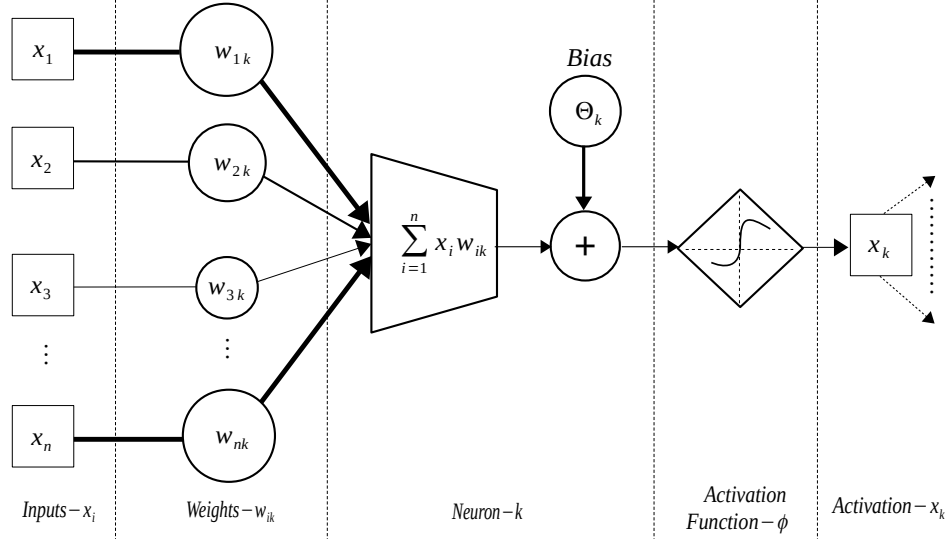 x₁
w₁ₖ
Bias
Θₖ
x₂
w₂ₖ
n
∑ xᵢ wᵢₖ
i=1
+
xₖ
x₃
w₃ₖ
⋮
⋮
xₙ
wₙₖ
Inputs−xᵢ
Weights−wᵢₖ
Neuron−k
Activation
Function−ϕ
Activation−xₖ